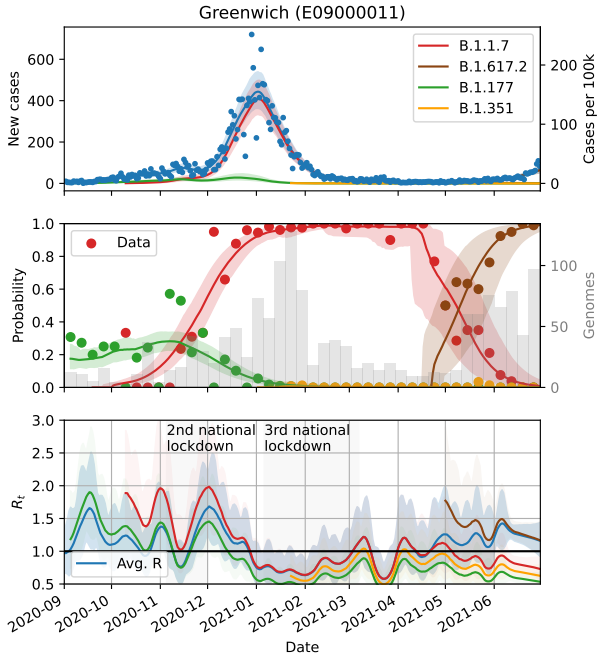 Greenwich (E09000011)
New cases
600
400
200
0
B.1.1.7
B.1.617.2
B.1.177
B.1.351
200
100
0
Cases per 100k
Probability
1.0
0.8
0.6
0.4
0.2
0.0
Data
100
50
0
Genomes
R_t
3.0
2.5
2.0
1.5
1.0
0.5
2nd national
lockdown
3rd national
lockdown
Avg. R
2020-09
2020-10
2020-11
2020-12
2021-01
2021-02
2021-03
2021-04
2021-05
2021-06
Date